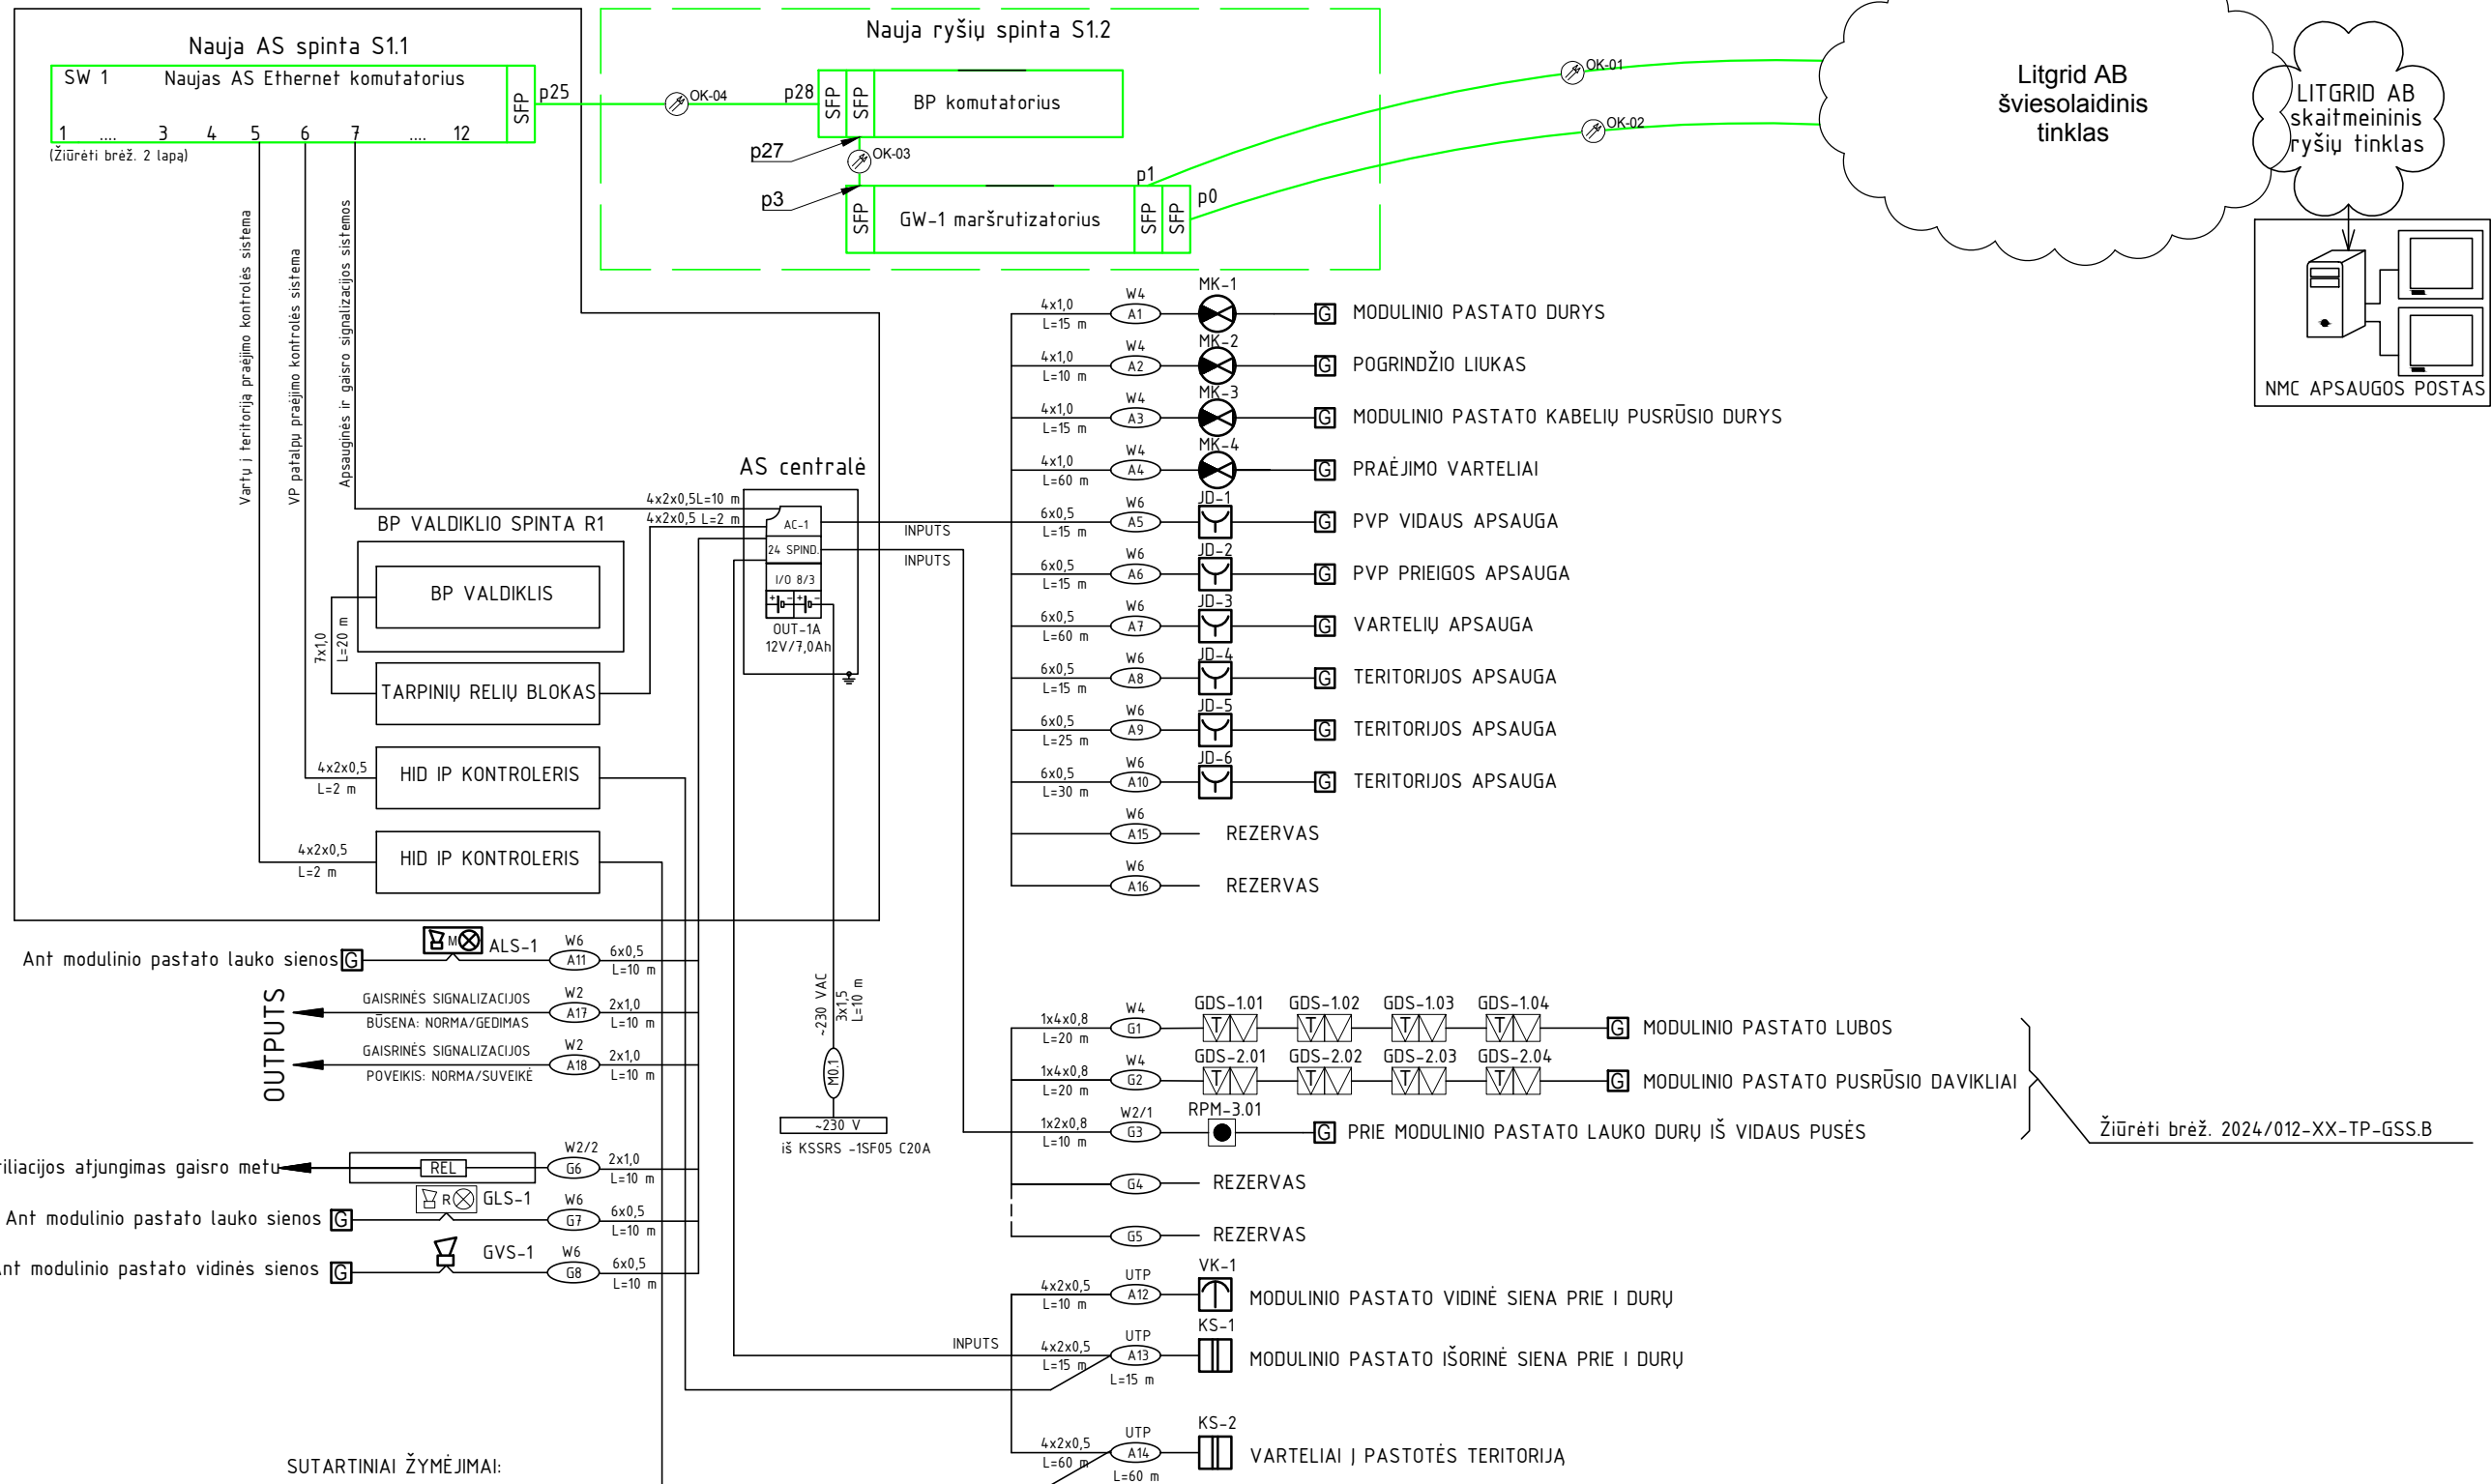 Nauja AS spinta S1.1
SW 1
Naujas AS Ethernet komutatorius
SFP
1 .... 3 4 5 6 7 .... 12
(Žiūrėti brėž. 2 lapą)
p25
OK-04
Nauja ryšių spinta S1.2
p28
SFP
SFP
BP komutatorius
p27
OK-03
p3
SFP
GW-1 maršrutizatorius
SFP
SFP
p1
p0
OK-01
OK-02
Litgrid AB
šviesolaidinis
tinklas
LITGRID AB
skaitmeininis
ryšių tinklas
NMC APSAUGOS POSTAS
Vartų į teritoriją praėjimo kontrolės sistema
VP patalpų praėjimo kontrolės sistema
Apsauginės ir gaisro signalizacijos sistemos
AS centralė
4x2x0,5L=10 m
4x2x0,5 L=2 m
AC-1
24 SPIND.
I/O 8/3
+ - + -
OUT-1A
12V/7,0Ah
INPUTS
INPUTS
BP VALDIKLIO SPINTA R1
BP VALDIKLIS
7x1,0
L=20 m
TARPINIŲ RELIŲ BLOKAS
4x2x0,5
L=2 m
HID IP KONTROLERIS
4x2x0,5
L=2 m
HID IP KONTROLERIS
4x1,0
L=15 m
W4
A1
MK-1
G
MODULINIO PASTATO DURYS
4x1,0
L=10 m
W4
A2
MK-2
G
POGRINDŽIO LIUKAS
4x1,0
L=15 m
W4
A3
MK-3
G
MODULINIO PASTATO KABELIŲ PUSRŪSIO DURYS
4x1,0
L=60 m
W4
A4
MK-4
G
PRAĖJIMO VARTELIAI
6x0,5
L=15 m
W6
A5
JD-1
G
PVP VIDAUS APSAUGA
6x0,5
L=15 m
W6
A6
JD-2
G
PVP PRIEIGOS APSAUGA
6x0,5
L=60 m
W6
A7
JD-3
G
VARTELIŲ APSAUGA
6x0,5
L=15 m
W6
A8
JD-4
G
TERITORIJOS APSAUGA
6x0,5
L=25 m
W6
A9
JD-5
G
TERITORIJOS APSAUGA
6x0,5
L=30 m
W6
A10
JD-6
G
TERITORIJOS APSAUGA
W6
A15
REZERVAS
W6
A16
REZERVAS
Ant modulinio pastato lauko sienos
G
M
ALS-1
W6
A11
6x0,5
L=10 m
OUTPUTS
GAISRINĖS SIGNALIZACIJOS
BŪSENA: NORMA/GEDIMAS
W2
A17
2x1,0
L=10 m
GAISRINĖS SIGNALIZACIJOS
POVEIKIS: NORMA/SUVEIKĖ
W2
A18
2x1,0
L=10 m
iliacijos atjungimas gaisro metu
REL
W2/2
G6
2x1,0
L=10 m
Ant modulinio pastato lauko sienos
G
R
GLS-1
W6
G7
6x0,5
L=10 m
Ant modulinio pastato vidinės sienos
G
GVS-1
W6
G8
6x0,5
L=10 m
~230 VAC
3x1,5
L=10 m
M0.1
~230 V
iš KSSRS -1SF05 C20A
1x4x0,8
L=20 m
W4
G1
GDS-1.01 GDS-1.02 GDS-1.03 GDS-1.04
T T T T
G
MODULINIO PASTATO LUBOS
1x4x0,8
L=20 m
W4
G2
GDS-2.01 GDS-2.02 GDS-2.03 GDS-2.04
T T T T
G
MODULINIO PASTATO PUSRŪSIO DAVIKLIAI
1x2x0,8
L=10 m
W2/1
G3
RPM-3.01
G
PRIE MODULINIO PASTATO LAUKO DURŲ IŠ VIDAUS PUSĖS
Žiūrėti brėž. 2024/012-XX-TP-GSS.B
G4
REZERVAS
G5
REZERVAS
4x2x0,5
L=10 m
UTP
A12
VK-1
MODULINIO PASTATO VIDINĖ SIENA PRIE I DURŲ
INPUTS
4x2x0,5
L=15 m
UTP
A13
L=15 m
KS-1
MODULINIO PASTATO IŠORINĖ SIENA PRIE I DURŲ
4x2x0,5
L=60 m
UTP
A14
L=60 m
KS-2
VARTELIAI Į PASTOTĖS TERITORIJĄ
SUTARTINIAI ŽYMĖJIMAI: